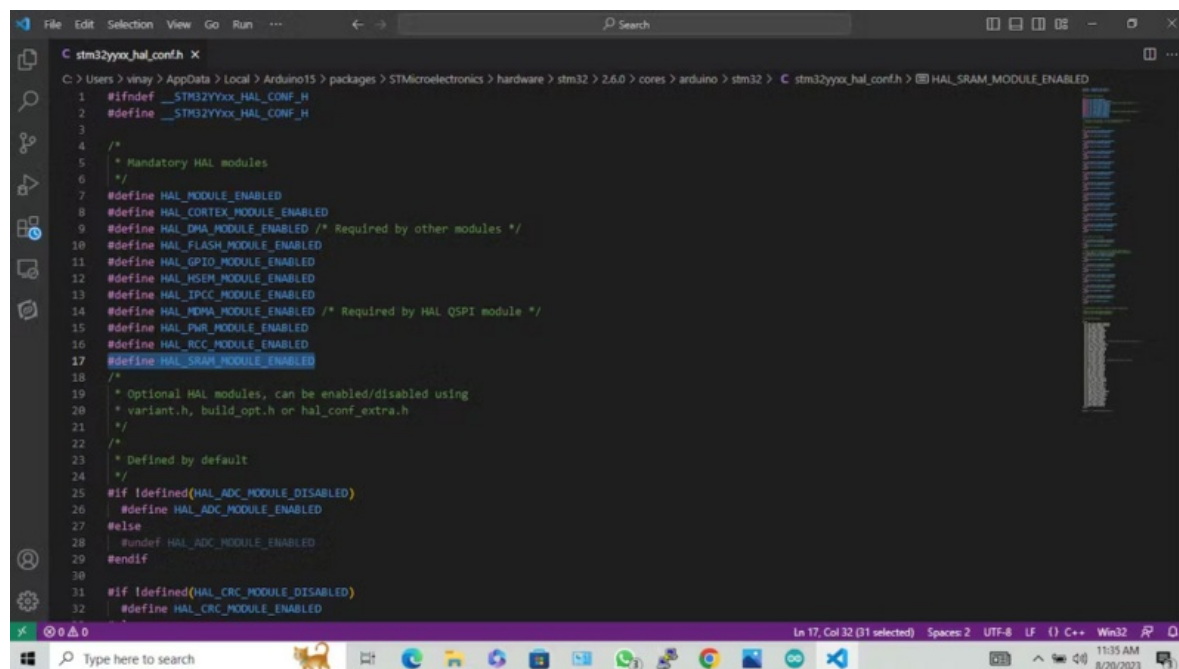 File Edit Selection View Go Run ...
Search
stm32yyxx_hal_conf.h
C: > Users > vinay > AppData > Local > Arduino15 > packages > STMicroelectronics > hardware > stm32 > 2.6.0 > cores > arduino > stm32 > C stm32yyxx_hal_conf.h > HAL_SRAM_MODULE_ENABLED
1 #ifndef __STM32YYxx_HAL_CONF_H
2 #define __STM32YYxx_HAL_CONF_H
3
4 /*
5 * Mandatory HAL modules
6 */
7 #define HAL_MODULE_ENABLED
8 #define HAL_CORTEX_MODULE_ENABLED
9 #define HAL_DMA_MODULE_ENABLED /* Required by other modules */
10 #define HAL_FLASH_MODULE_ENABLED
11 #define HAL_GPIO_MODULE_ENABLED
12 #define HAL_HSEM_MODULE_ENABLED
13 #define HAL_IPCC_MODULE_ENABLED
14 #define HAL_MDMA_MODULE_ENABLED /* Required by HAL QSPI module */
15 #define HAL_PWR_MODULE_ENABLED
16 #define HAL_RCC_MODULE_ENABLED
17 #define HAL_SRAM_MODULE_ENABLED
18 /*
19 * Optional HAL modules, can be enabled/disabled using
20 * variant.h, build_opt.h or hal_conf_extra.h
21 */
22 /*
23 * Defined by default
24 */
25 #if !defined(HAL_ADC_MODULE_DISABLED)
26 #define HAL_ADC_MODULE_ENABLED
27 #else
28 #undef HAL_ADC_MODULE_ENABLED
29 #endif
30
31 #if !defined(HAL_CRC_MODULE_DISABLED)
32 #define HAL_CRC_MODULE_ENABLED
0 0 Ln 17, Col 32 (31 selected) Spaces: 2 UTF-8 LF {} C++ Win32
Type here to search
11:35 AM
8/20/2023